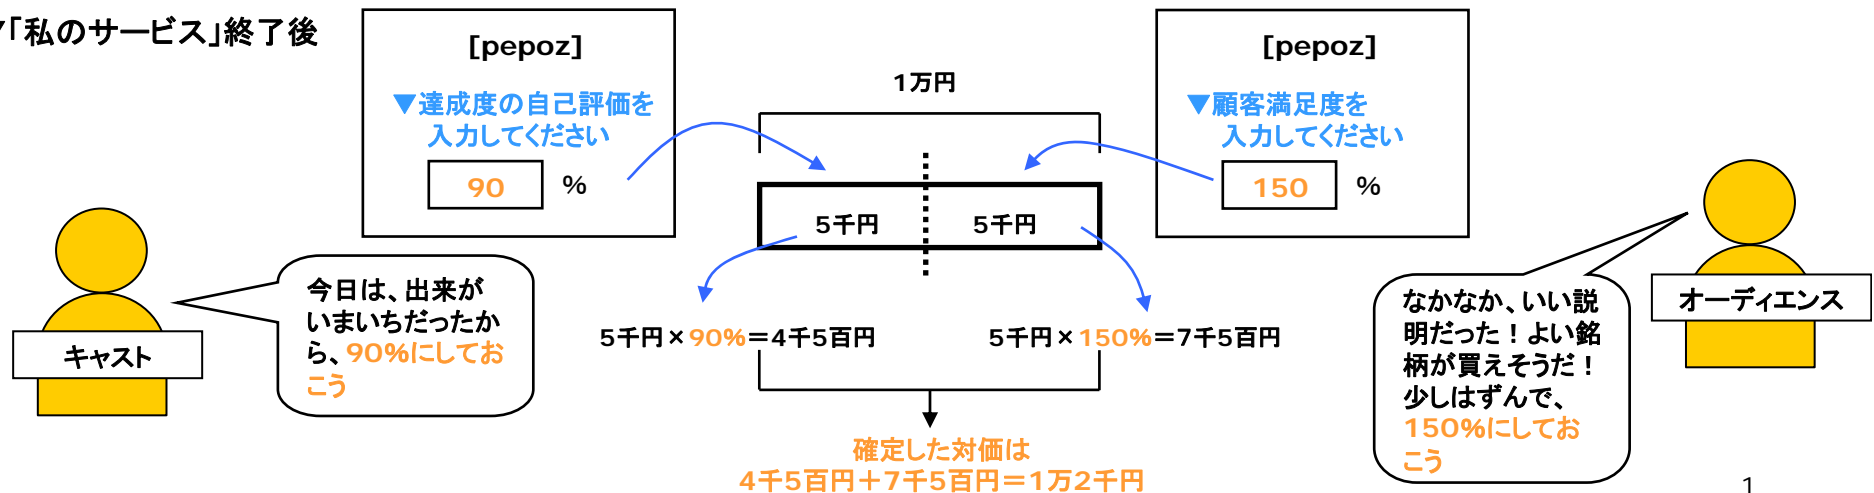 「私のサービス」終了後
[pepoz]
▼達成度の自己評価を
入力してください
90 %
1万円
[pepoz]
▼顧客満足度を
入力してください
150 %
5千円
5千円
キャスト
今日は、出来が
いまいちだったか
ら、90%にしてお
こう
5千円×90%=4千5百円
5千円×150%=7千5百円
オーディエンス
なかなか、いい説
明だった!よい銘
柄が買えそうだ!
少しはずんで、
150%にしてお
こう
確定した対価は
4千5百円+7千5百円=1万2千円
1